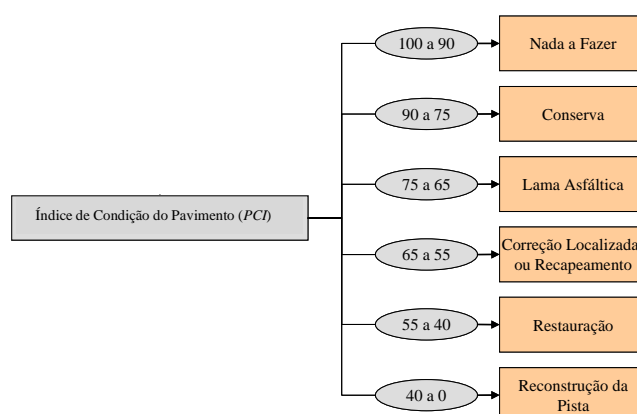 100 a 90
Nada a Fazer
90 a 75
Conserva
75 a 65
Lama Asfáltica
Índice de Condição do Pavimento (PCI)
65 a 55
Correção Localizada
ou Recapeamento
55 a 40
Restauração
40 a 0
Reconstrução da
Pista